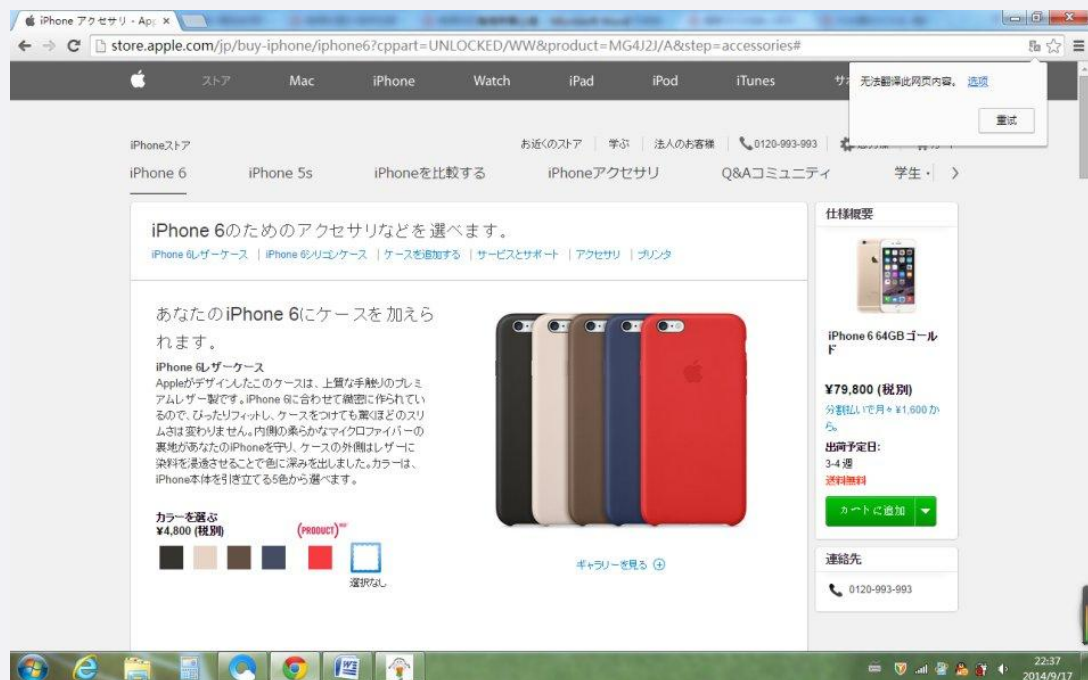 iPhone アクセサリ - App
store.apple.com/jp/buy-iphone/iphone6?cppart=UNLOCKED/WW&product=MG4J2J/A&step=accessories#
无法翻译此网页内容。 选项
重试
ストア Mac iPhone Watch iPad iPod iTunes サ
iPhoneストア
お近くのストア 学ぶ 法人のお客様 0120-993-993
iPhone 6 iPhone 5s iPhoneを比較する iPhoneアクセサリ Q&Aコミュニティ 学生・
iPhone 6のためのアクセサリなどを選べます。
iPhone 6レザーケース | iPhone 6シリコンケース | ケースを追加する | サービスとサポート | アクセサリ | プリンタ
あなたのiPhone 6にケースを加えら
れます。
iPhone 6レザーケース
Appleがデザインしたこのケースは、上質な手触りのプレミ
アムレザー製です。iPhone 6に合わせて緻密に作られてい
るので、ぴったりフィットし、ケースをつけても驚くほどのスリ
ムさは変わりません。内側の柔らかなマイクロファイバーの
裏地があなたのiPhoneを守り、ケースの外側はレザーに
染料を浸透させることで色に深みを出しました。カラーは、
iPhone本体を引き立てる5色から選べます。
カラーを選ぶ
¥4,800 (税別)
(PRODUCT)
選択なし
ギャラリーを見る
仕様概要
iPhone 6 64GB ゴール
ド
¥79,800 (税別)
分割払いで月々¥1,600 か
ら。
出荷予定日:
3-4 週
送料無料
カートに追加
連絡先
0120-993-993
22:37
2014/9/17